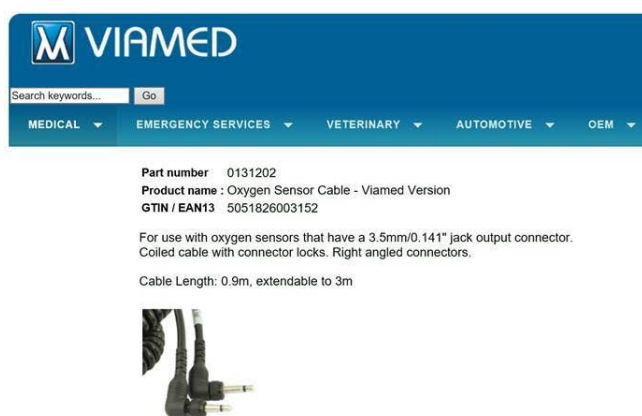 VIAMED
Search keywords... Go
MEDICAL EMERGENCY SERVICES VETERINARY AUTOMOTIVE OEM
Part number 0131202
Product name : Oxygen Sensor Cable - Viamed Version
GTIN / EAN13 5051826003152
For use with oxygen sensors that have a 3.5mm/0.141" jack output connector.
Coiled cable with connector locks. Right angled connectors.
Cable Length: 0.9m, extendable to 3m